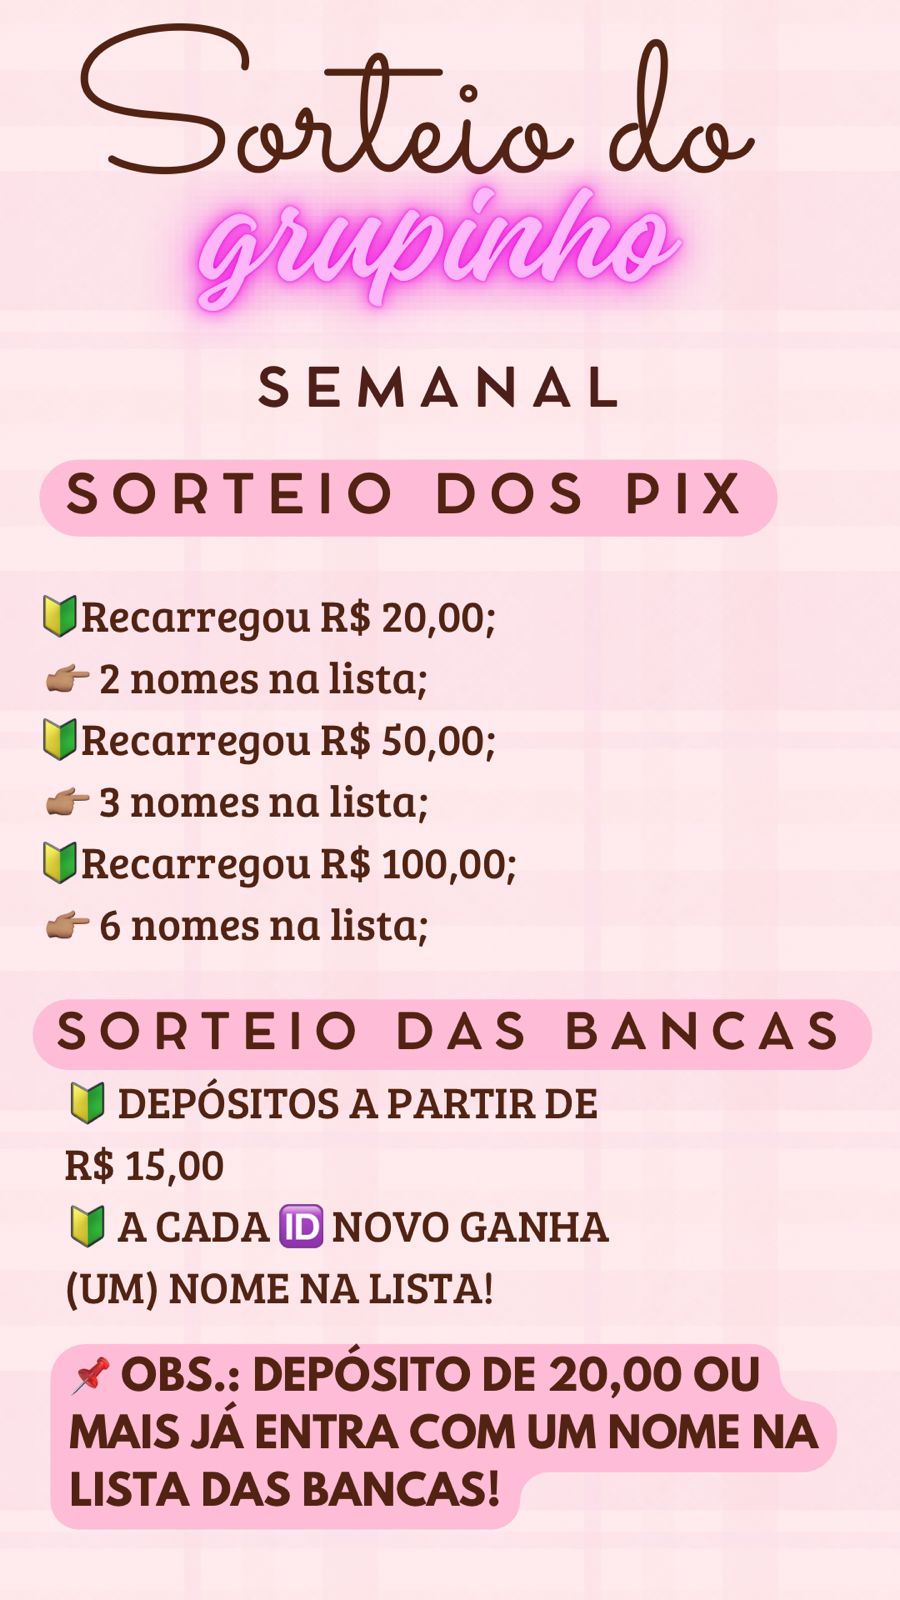 Sorteio do
grupinho
SEMANAL
SORTEIO DOS PIX
🔰Recarregou R$ 20,00;
👉🏽 2 nomes na lista;
🔰Recarregou R$ 50,00;
👉🏽 3 nomes na lista;
🔰Recarregou R$ 100,00;
👉🏽 6 nomes na lista;
SORTEIO DAS BANCAS
🔰 DEPÓSITOS A PARTIR DE
R$ 15,00
🔰 A CADA 🆔 NOVO GANHA
(UM) NOME NA LISTA!
📌 OBS.: DEPÓSITO DE 20,00 OU
MAIS JÁ ENTRA COM UM NOME NA
LISTA DAS BANCAS!